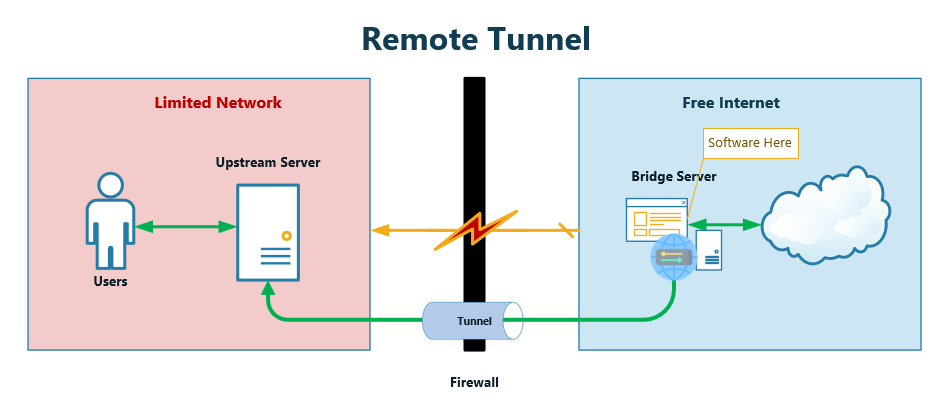 Remote Tunnel
Limited Network
Free Internet
Software Here
Upstream Server
Bridge Server
Users
Tunnel
Firewall